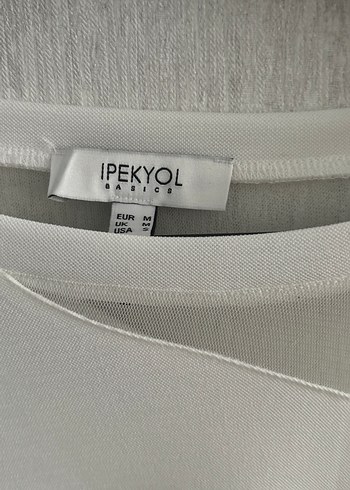 IPEKYOL
BASICS
EUR M
UK M
USA S